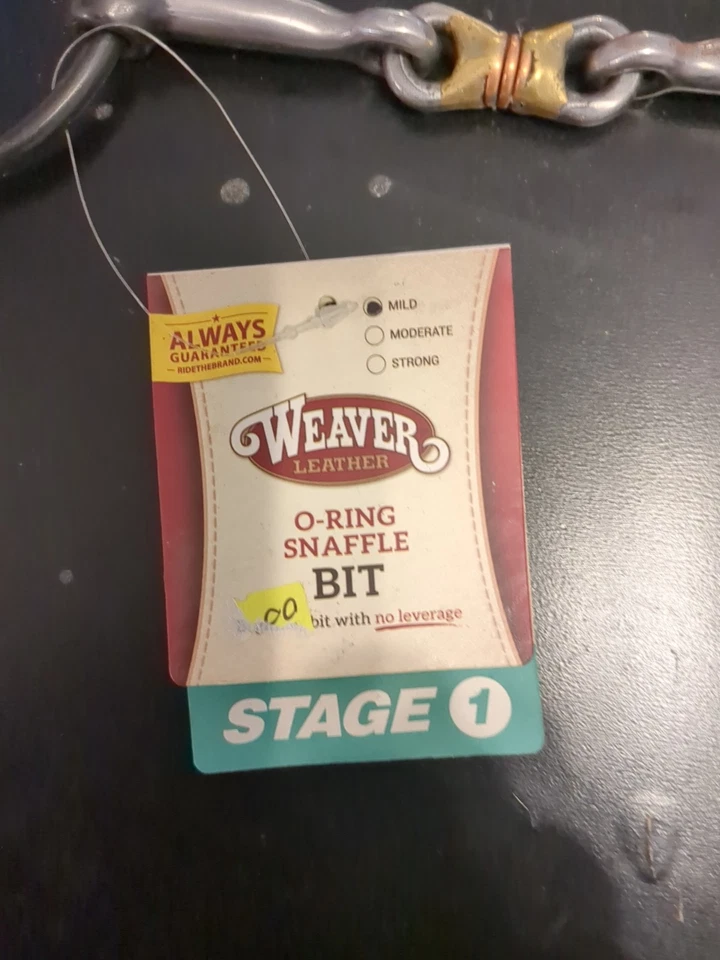 ALWAYS
GUARANTEED
RIDETHEBRAND.COM
MILD
MODERATE
STRONG
WEAVER
LEATHER
O-RING
SNAFFLE
BIT
bit with no leverage
STAGE 1